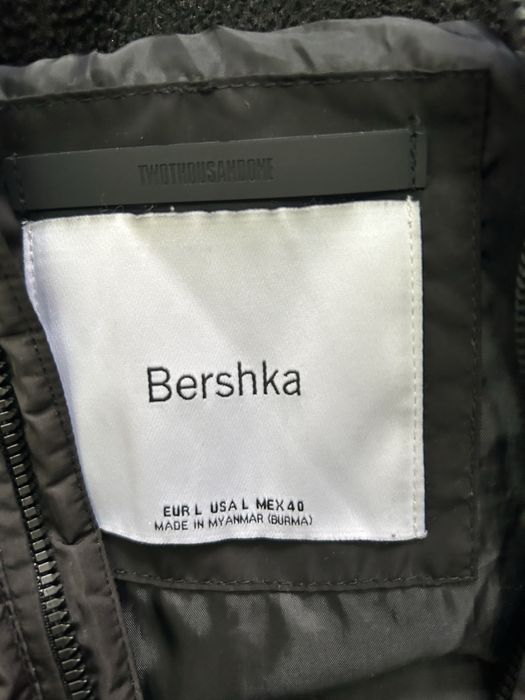 TWOTHOUSANDONE
Bershka
EUR L USA L MEX 40
MADE IN MYANMAR (BURMA)